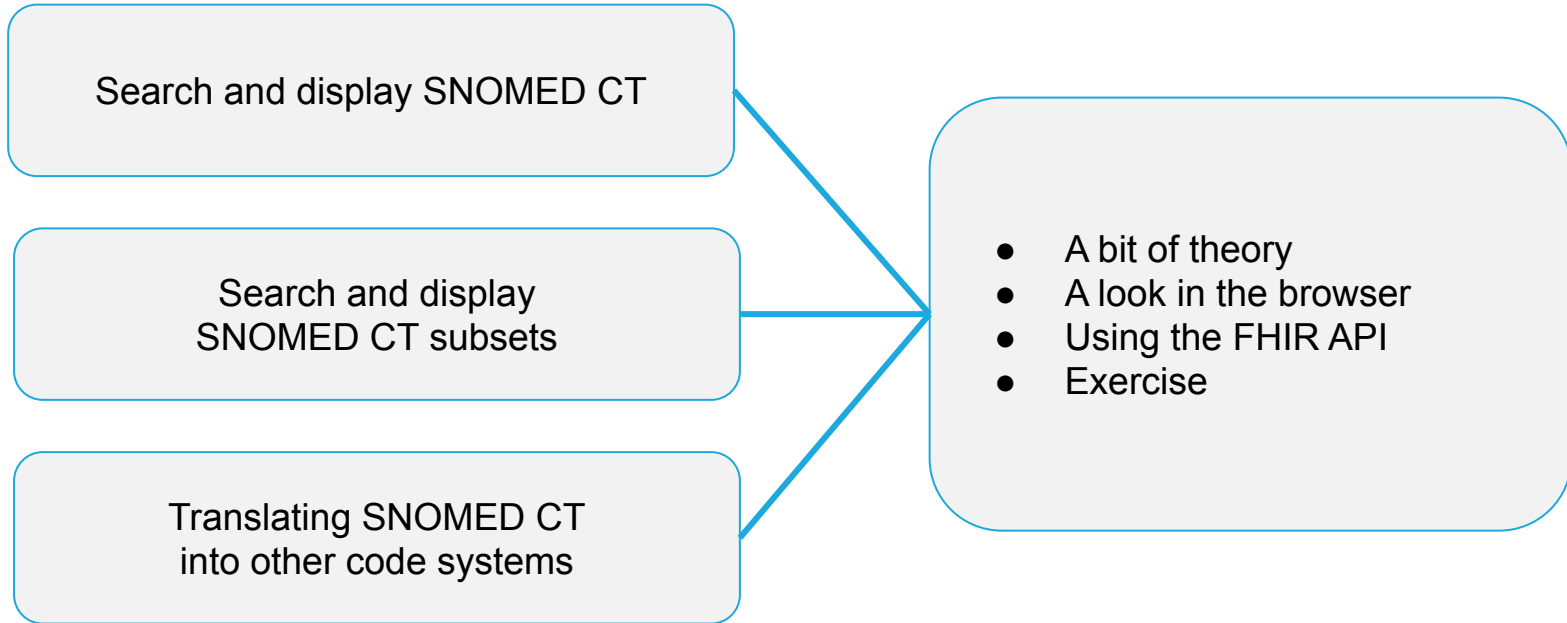 Search and display SNOMED CT
Search and display
SNOMED CT subsets
Translating SNOMED CT
into other code systems
● A bit of theory
● A look in the browser
● Using the FHIR API
● Exercise